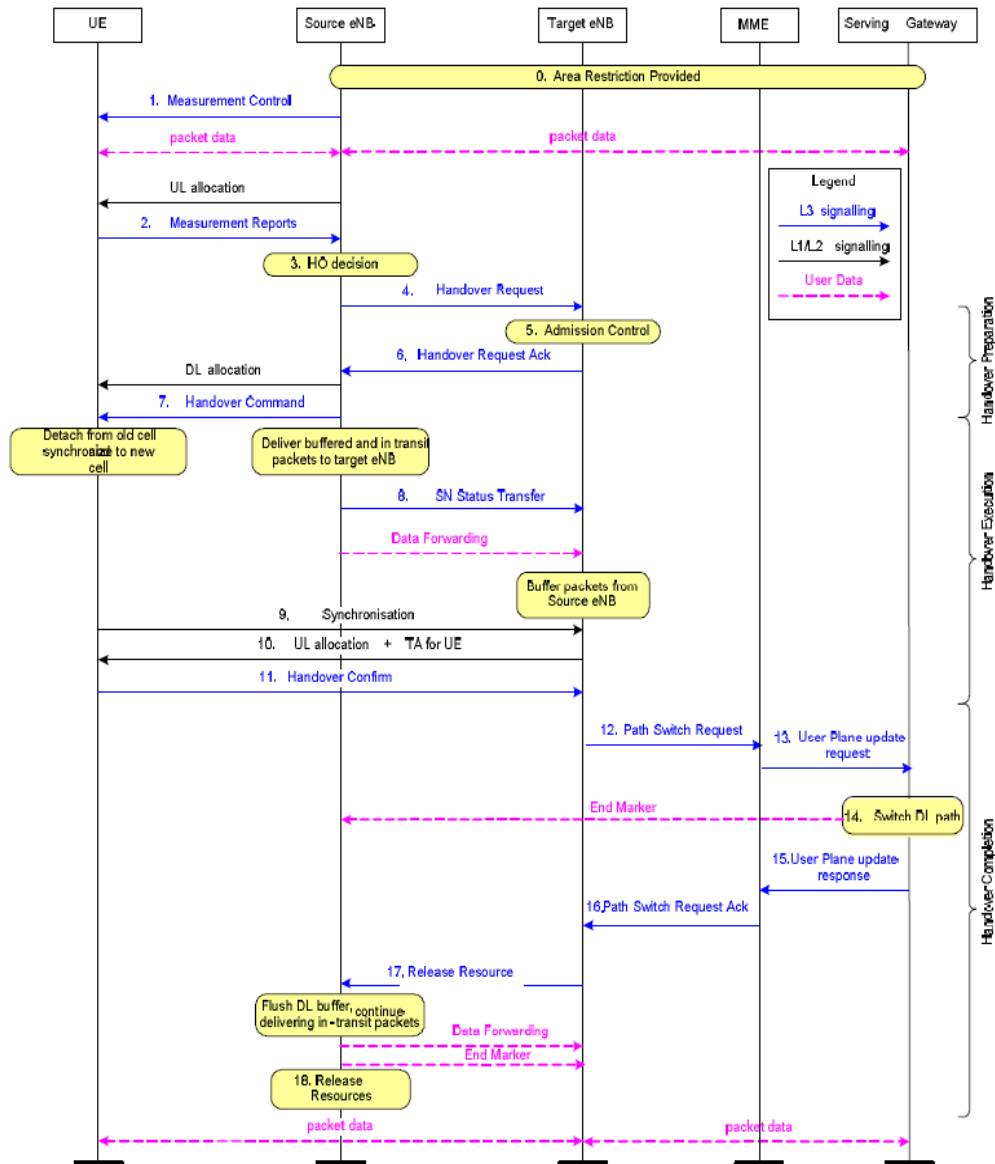 UE
Source eNB
Target eNB
MME
Serving Gateway
0. Area Restriction Provided
1. Measurement Control
packet data
packet data
UL allocation
Legend
L3 signalling
L1/L2 signalling
User Data
2. Measurement Reports
3. HO decision
4. Handover Request
5. Admission Control
6. Handover Request Ack
DL allocation
7. Handover Command
Handover Preparation
Detach from old cell
synchronize to new
cell
Deliver buffered and in transit
packets to target eNB
8. SN Status Transfer
Data Forwarding
Buffer packets from
Source eNB
9. Synchronisation
10. UL allocation + TA for UE
11. Handover Confirm
Handover Execution
12. Path Switch Request
13. User Plane update
request
End Marker
14. Switch DL path
15.User Plane update
response
16.Path Switch Request Ack
17. Release Resource
Flush DL buffer, continue
delivering in-transit packets
Data Forwarding
End Marker
18. Release
Resources
Handover Completion
packet data
packet data